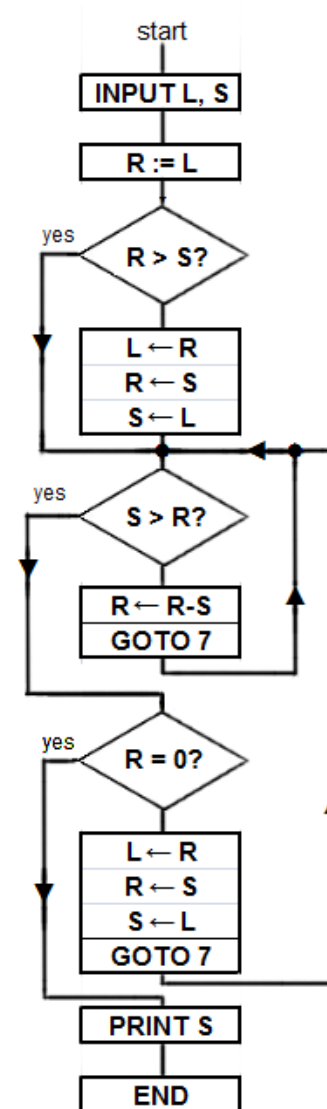 start
INPUT L, S
R := L
yes
R > S?
L ← R
R ← S
S ← L
yes
S > R?
R ← R-S
GOTO 7
yes
R = 0?
L ← R
R ← S
S ← L
GOTO 7
PRINT S
END